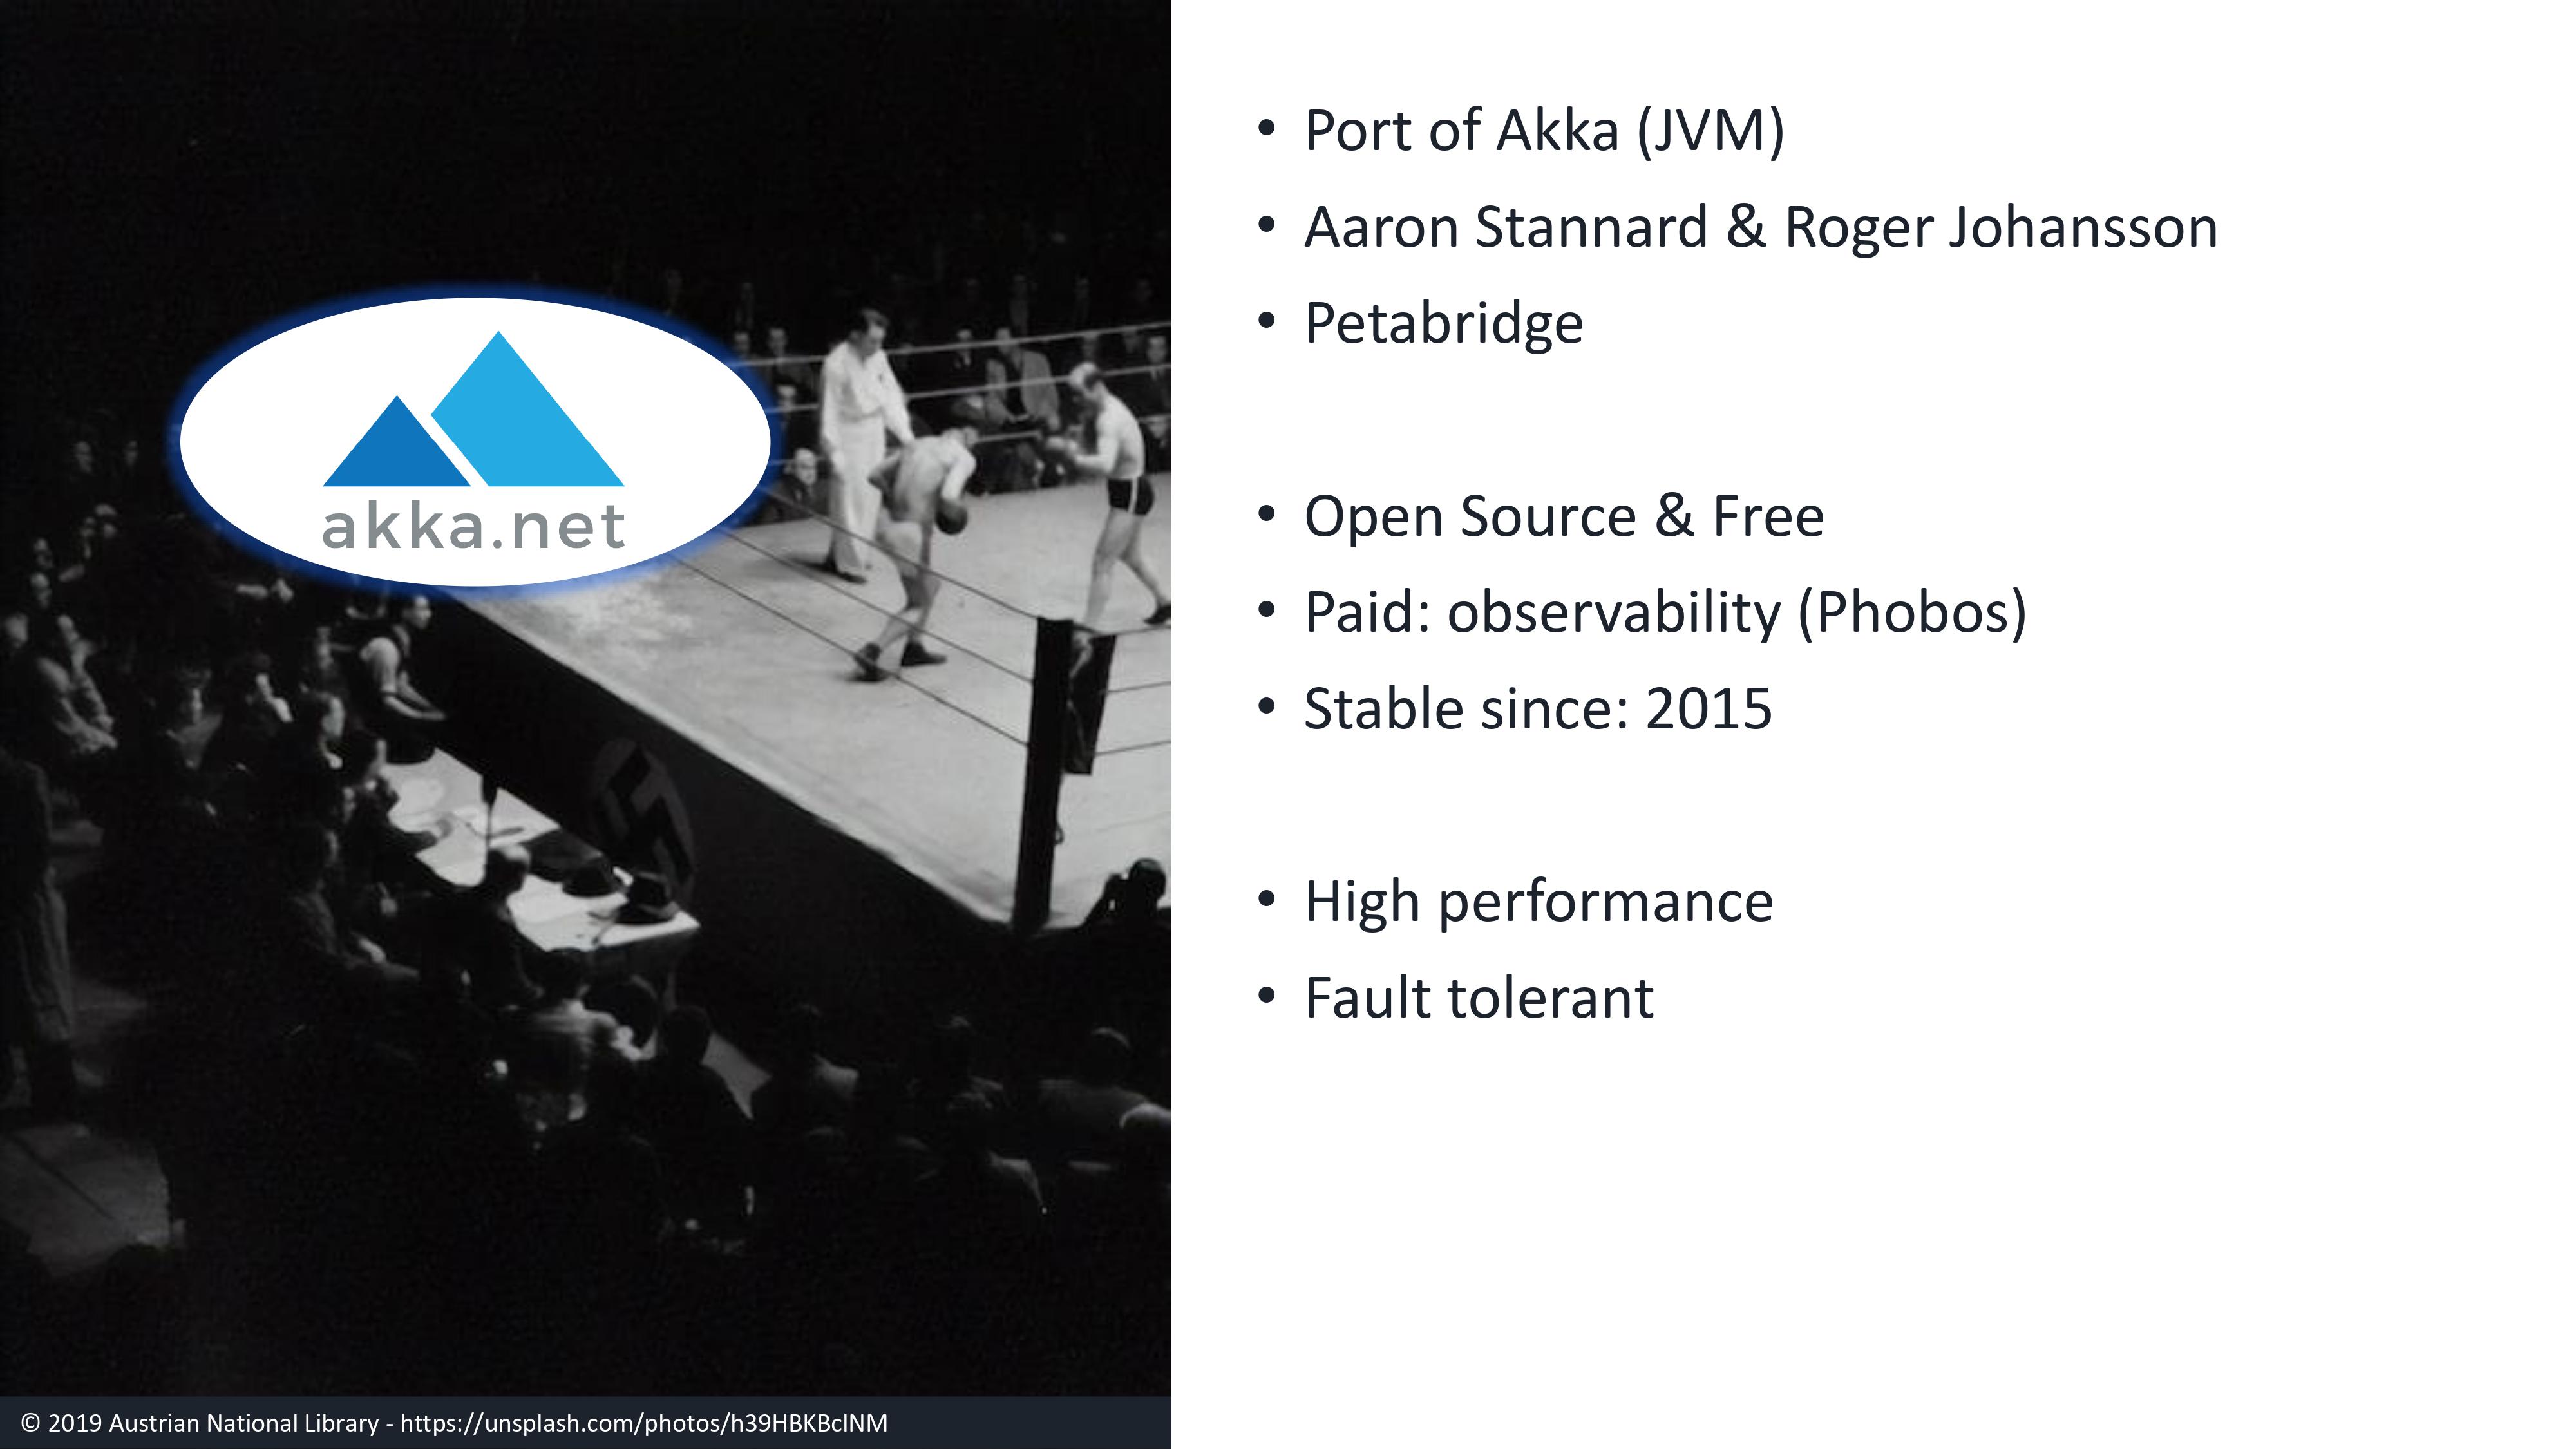 akka.net
© 2019 Austrian National Library - https://unsplash.com/photos/h39HBKBclNM
• Port of Akka (JVM)
• Aaron Stannard & Roger Johansson
• Petabridge
• Open Source & Free
• Paid: observability (Phobos)
• Stable since: 2015
• High performance
• Fault tolerant